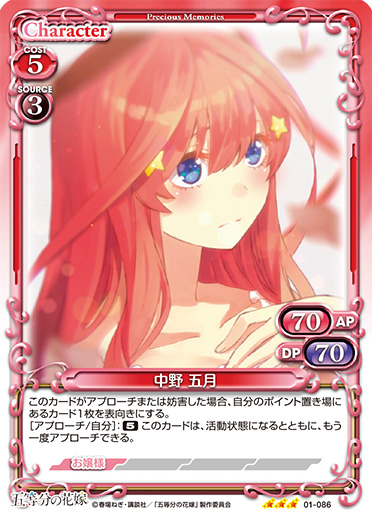 Precious Memories
Character
COST
5
SOURCE
3
70 AP
DP 70
中野 五月
このカードがアプローチまたは妨害した場合、自分のポイント置き場に
あるカード1枚を表向きにする。
[アプローチ/自分]:5 このカードは、活動状態になるとともに、もう
一度アプローチできる。
お嬢様
五等分の花嫁
©春場ねぎ・講談社/「五等分の花嫁」製作委員会
01-086